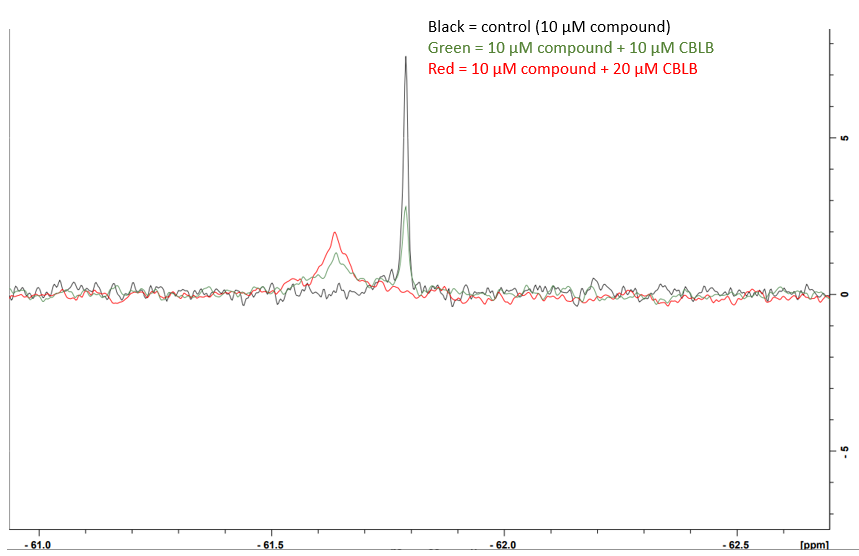 Black = control (10 µM compound)
Green = 10 µM compound + 10 µM CBLB
Red = 10 µM compound + 20 µM CBLB
5
0
- 5
- 61.0
- 61.5
- 62.0
- 62.5
[ppm]